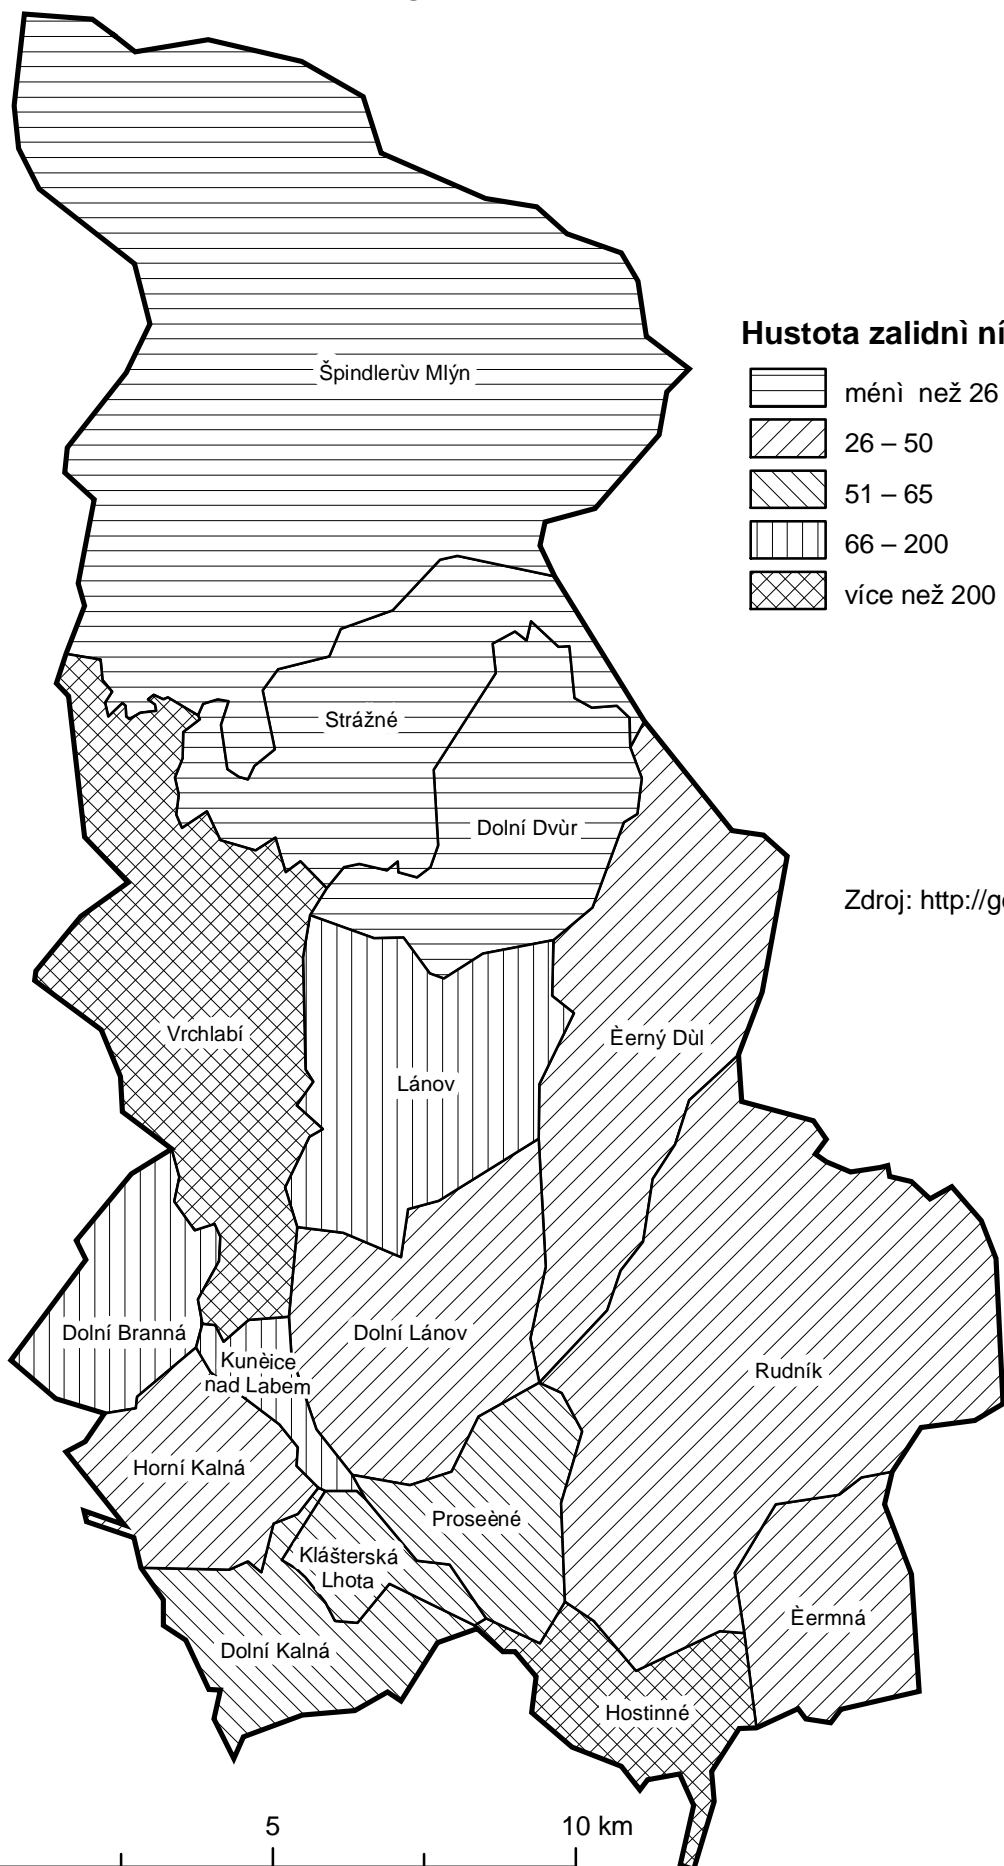 Špindlerùv Mlýn
Hustota zalidnì ní
ménì než 26
26 – 50
51 – 65
66 – 200
více než 200
Strážné
Dolní Dvùr
Zdroj: http://g
Vrchlabí
Èerný Dùl
Lánov
Dolní Branná
Dolní Lánov
Kunèice
nad Labem
Rudník
Horní Kalná
Proseèné
Klášterská
Lhota
Èermná
Dolní Kalná
Hostinné
5
10 km